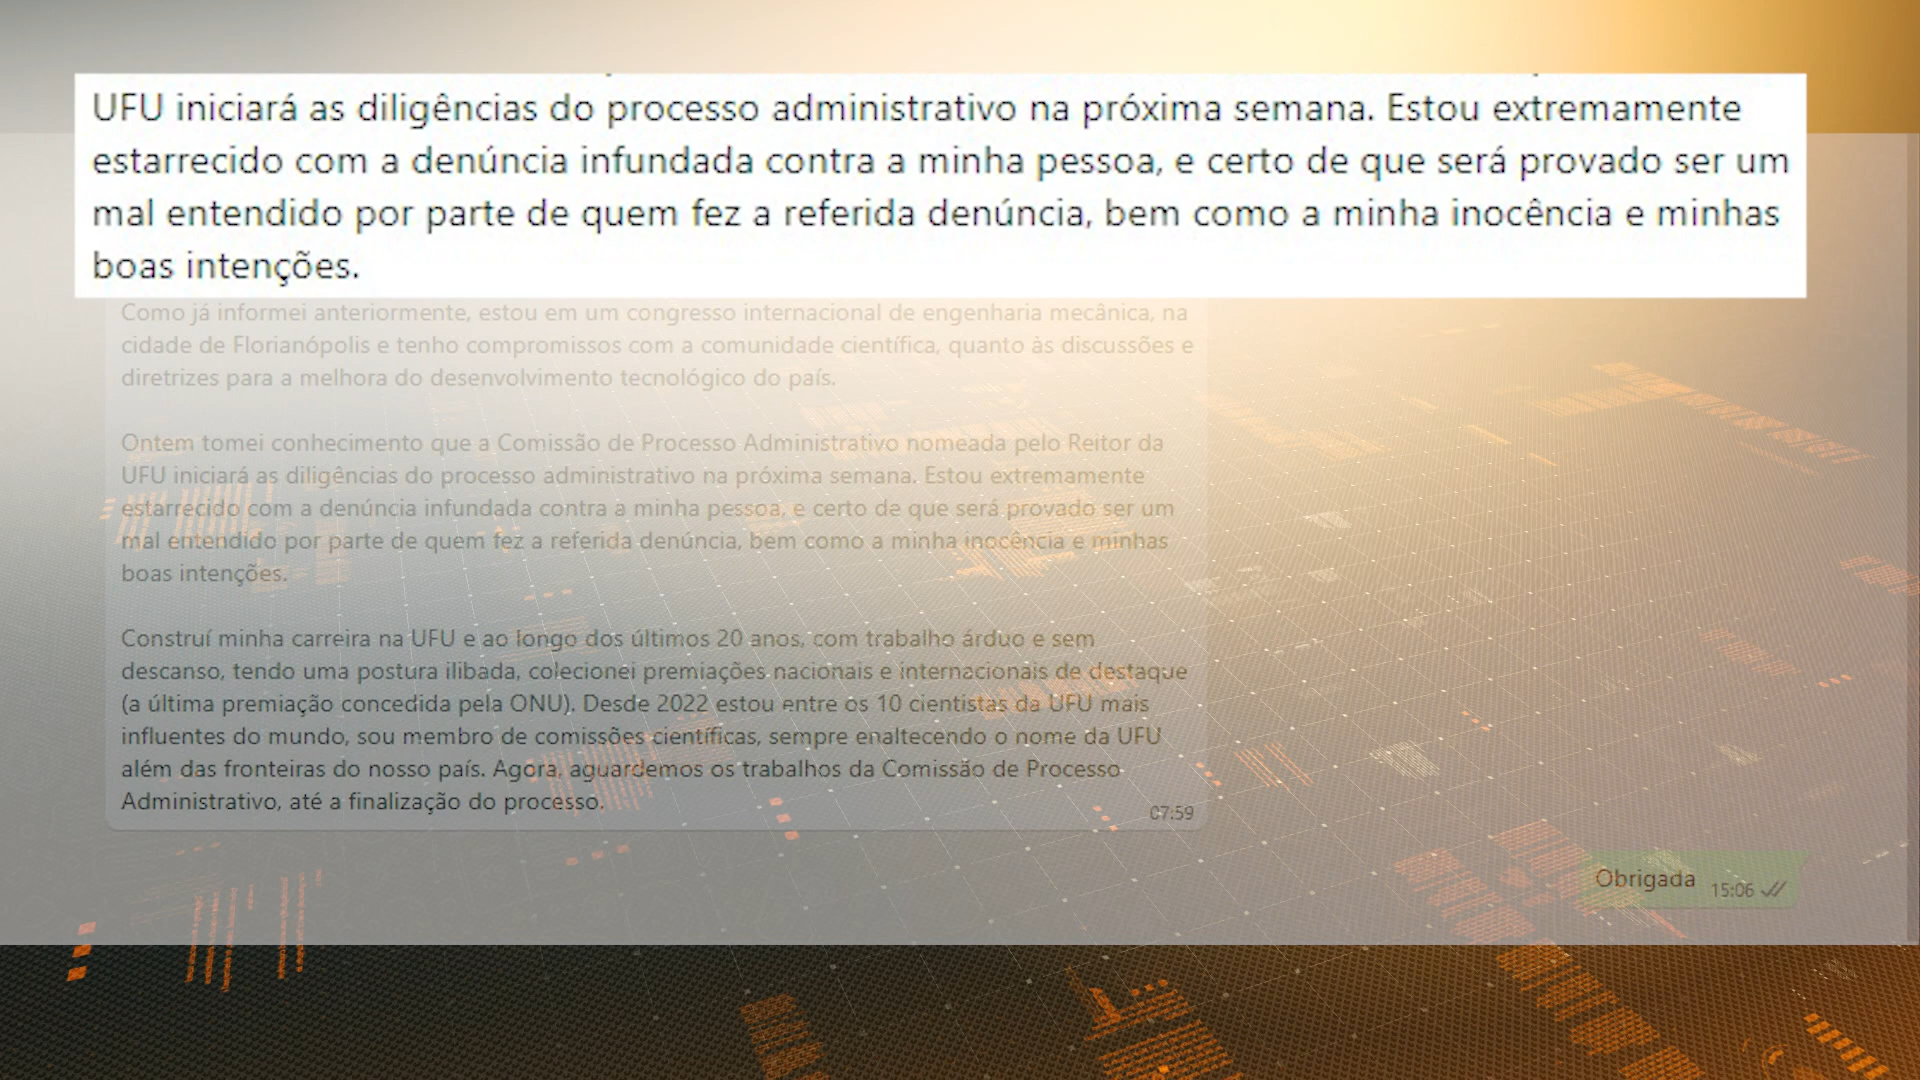 UFU iniciará as diligências do processo administrativo na próxima semana. Estou extremamente
estarrecido com a denúncia infundada contra a minha pessoa, e certo de que será provado ser um
mal entendido por parte de quem fez a referida denúncia, bem como a minha inocência e minhas
boas intenções.
Como já informei anteriormente, estou em um congresso internacional de engenharia mecânica, na
cidade de Florianópolis e tenho compromissos com a comunidade científica, quanto às discussões e
diretrizes para a melhora do desenvolvimento tecnológico do país.
Ontem tomei conhecimento que a Comissão de Processo Administrativo nomeada pelo Reitor da
UFU iniciará as diligências do processo administrativo na próxima semana. Estou extremamente
estarrecido com a denúncia infundada contra a minha pessoa, e certo de que será provado ser um
mal entendido por parte de quem fez a referida denúncia, bem como a minha inocência e minhas
boas intenções.
Construí minha carreira na UFU e ao longo dos últimos 20 anos, com trabalho árduo e sem
descanso, tendo uma postura ilibada, colecionei premiações nacionais e internacionais de destaque
(a última premiação concedida pela ONU). Desde 2022 estou entre os 10 cientistas da UFU mais
influentes do mundo, sou membro de comissões científicas, sempre enaltecendo o nome da UFU
além das fronteiras do nosso país. Agora, aguardemos os trabalhos da Comissão de Processo
Administrativo, até a finalização do processo.
07:59
Obrigada 15:06